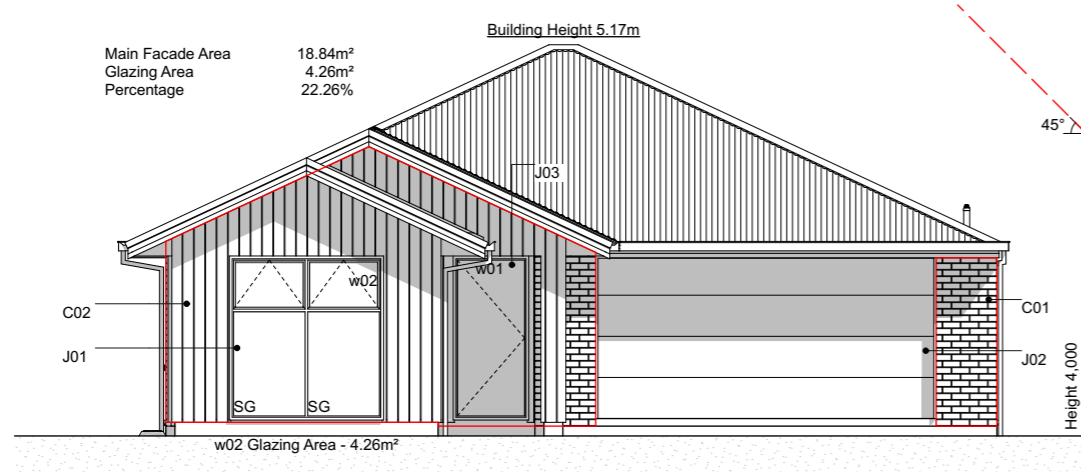 Building Height 5.17m
Main Facade Area 18.84m²
Glazing Area 4.26m²
Percentage 22.26%
45°
J03
w01
w02
C02
C01
J01
J02
SG SG
Height 4,000
w02 Glazing Area - 4.26m²